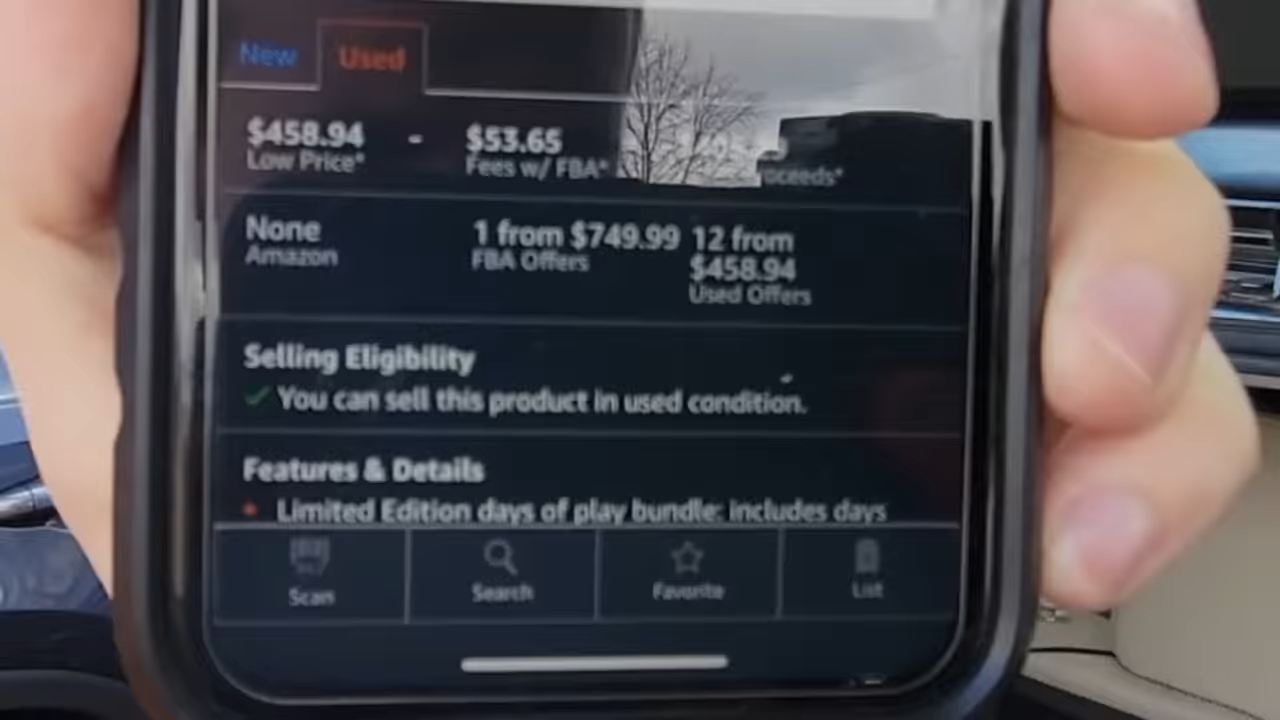 New Used
$458.94 - $53.65
Low Price* Fees w/ FBA*
None 1 from $749.99 12 from
Amazon FBA Offers $458.94
Used Offers
Selling Eligibility
You can sell this product in used condition.
Features & Details
Limited Edition days of play bundle: includes days
Scan Search Favorite List